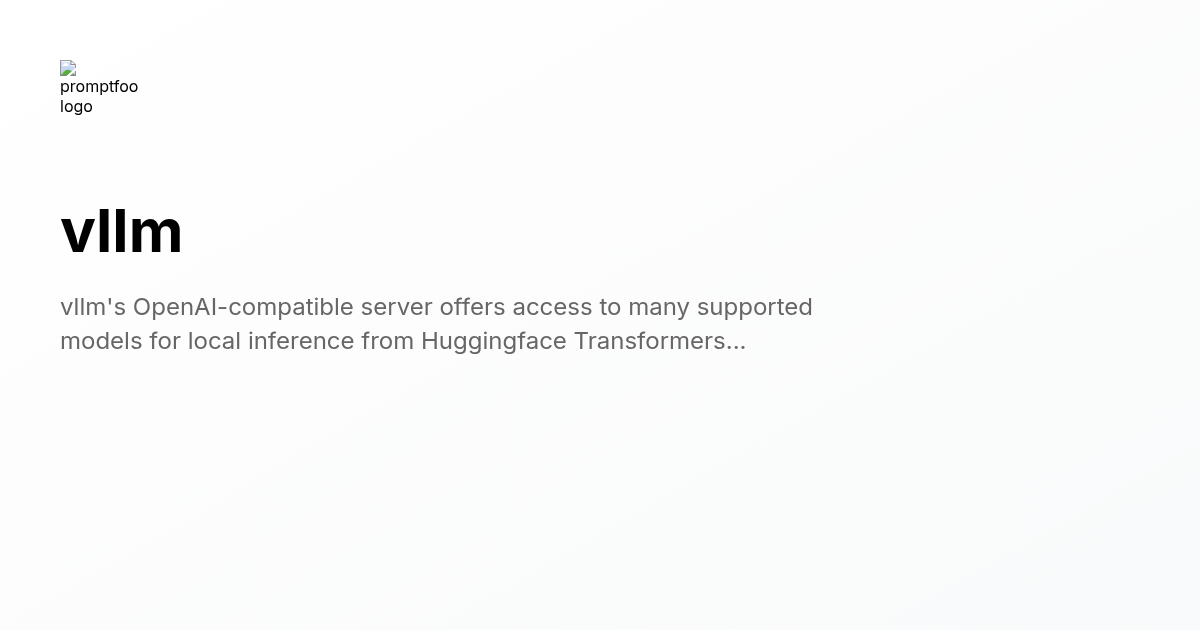 promptfoo
logo
vllm
vllm's OpenAI-compatible server offers access to many supported
models for local inference from Huggingface Transformers...